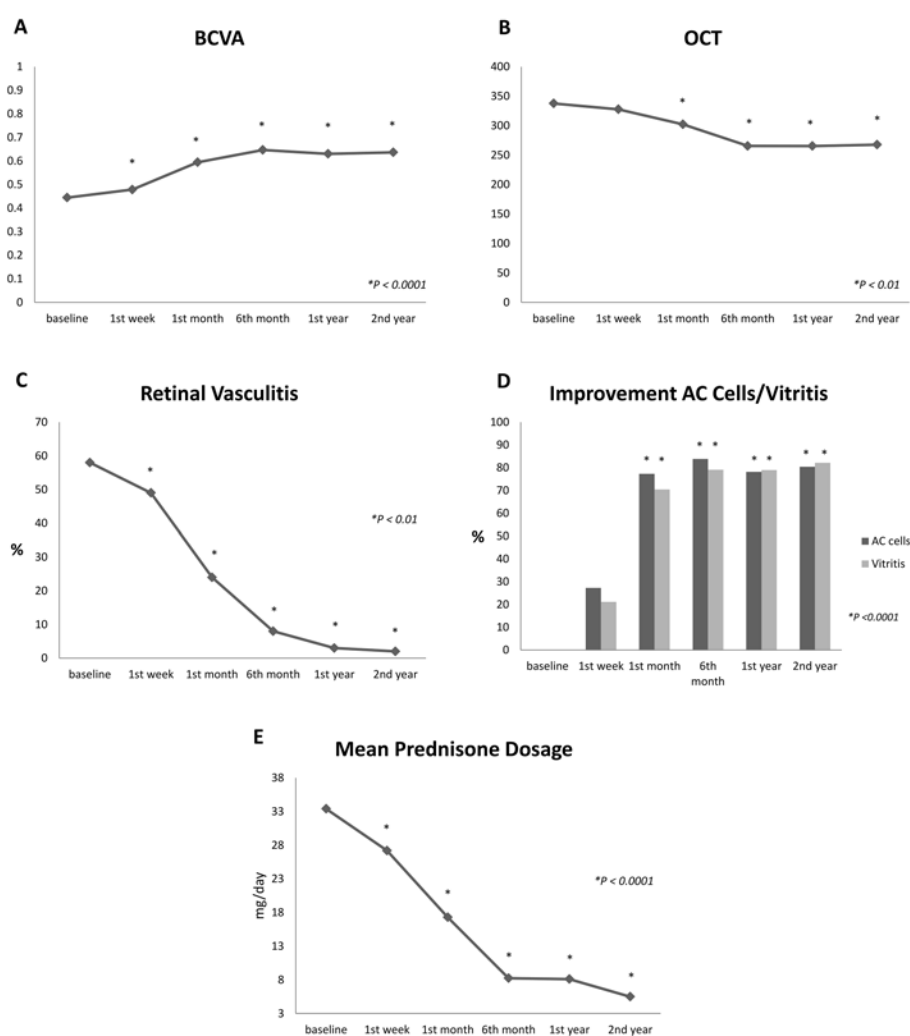 A
BCVA
1
0.9
0.8
0.7
0.6
0.5
0.4
0.3
0.2
0.1
0
*P < 0.0001
baseline 1st week 1st month 6th month 1st year 2nd year
B
OCT
400
350
300
250
200
150
100
50
0
*P < 0.01
baseline 1st week 1st month 6th month 1st year 2nd year
C
Retinal Vasculitis
70
60
50
40
30
20
10
0
%
*P < 0.01
baseline 1st week 1st month 6th month 1st year 2nd year
D
Improvement AC Cells/Vitritis
100
90
80
70
60
50
40
30
20
10
0
%
AC cells
Vitritis
*P <0.0001
baseline 1st week 1st month 6th month 1st year 2nd year
E
Mean Prednisone Dosage
38
33
28
23
18
13
8
3
mg/day
*P < 0.0001
baseline 1st week 1st month 6th month 1st year 2nd year